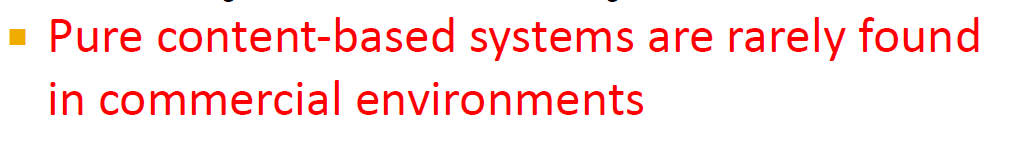 Pure content-based systems are rarely found
in commercial environments